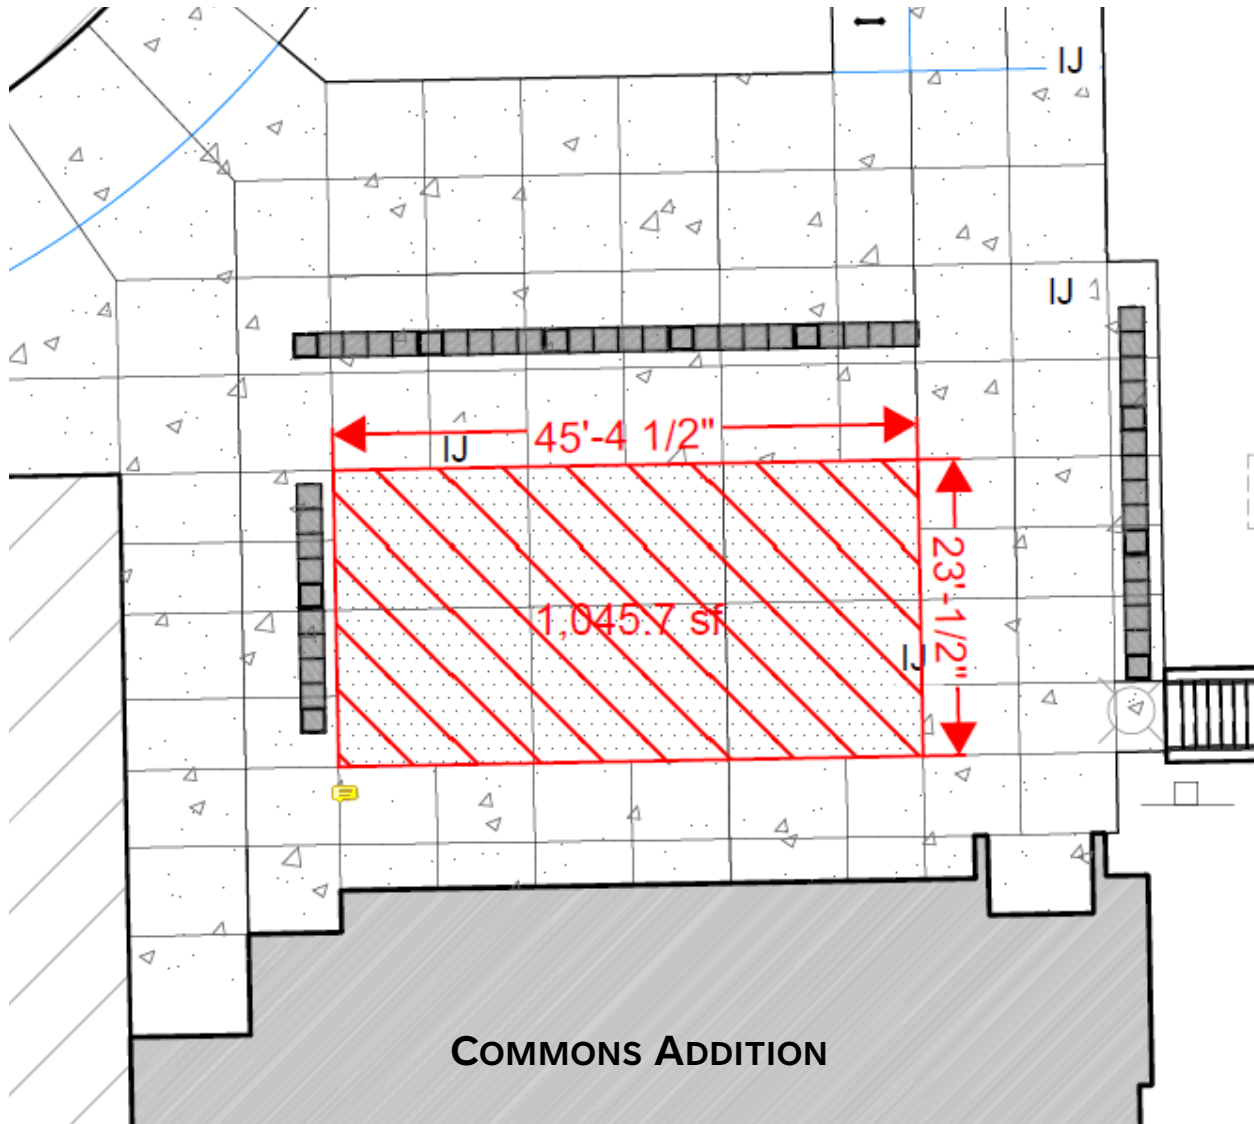 IJ
IJ
45'-4 1/2"
IJ
23'-1/2"
1,045.7 sf
IJ
COMMONS ADDITION